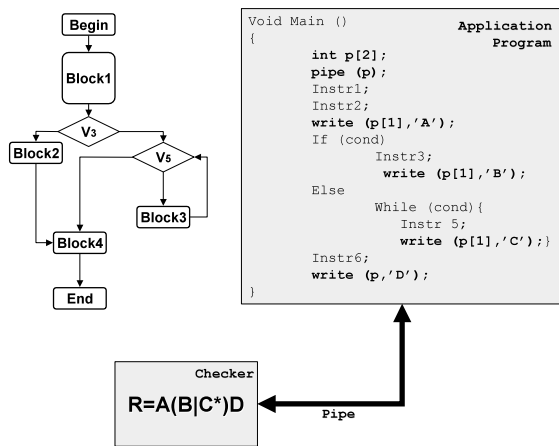 Begin
Block1
V3
Block2
V5
Block3
Block4
End
Void Main ()
Application
Program
{
int p[2];
pipe (p);
Instr1;
Instr2;
write (p[1],'A');
If (cond)
Instr3;
write (p[1],'B');
Else
While (cond){
Instr 5;
write (p[1],'C');}
Instr6;
write (p,'D');
}
Checker
R=A(B|C*)D
Pipe